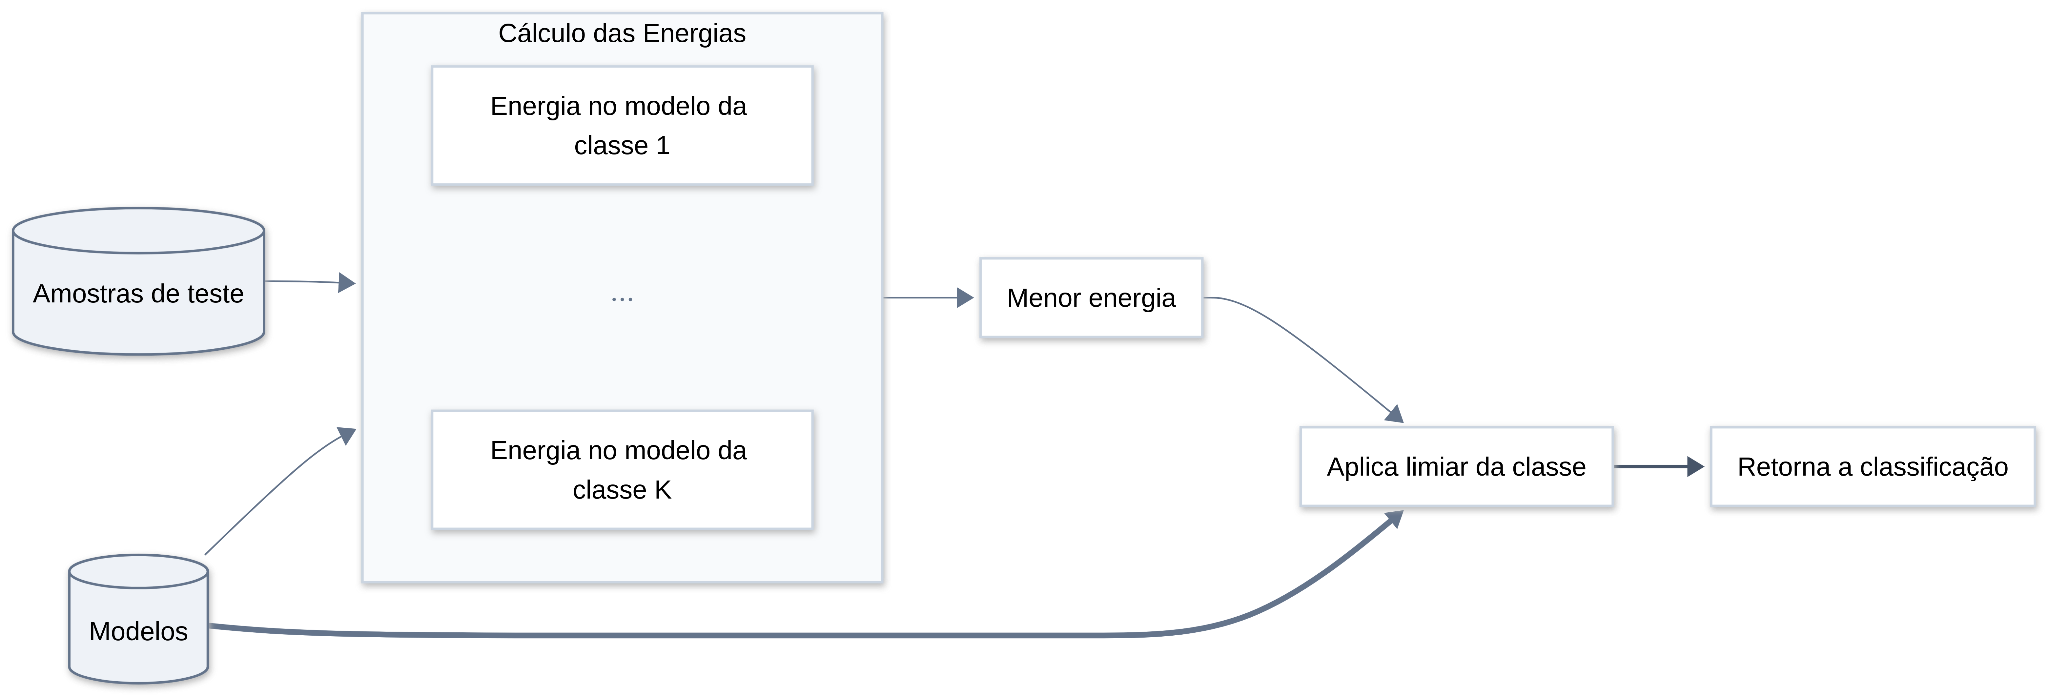 Cálculo das Energias
Energia no modelo da
classe 1
Amostras de teste
...
Menor energia
Energia no modelo da
classe K
Aplica limiar da classe
Retorna a classificação
Modelos